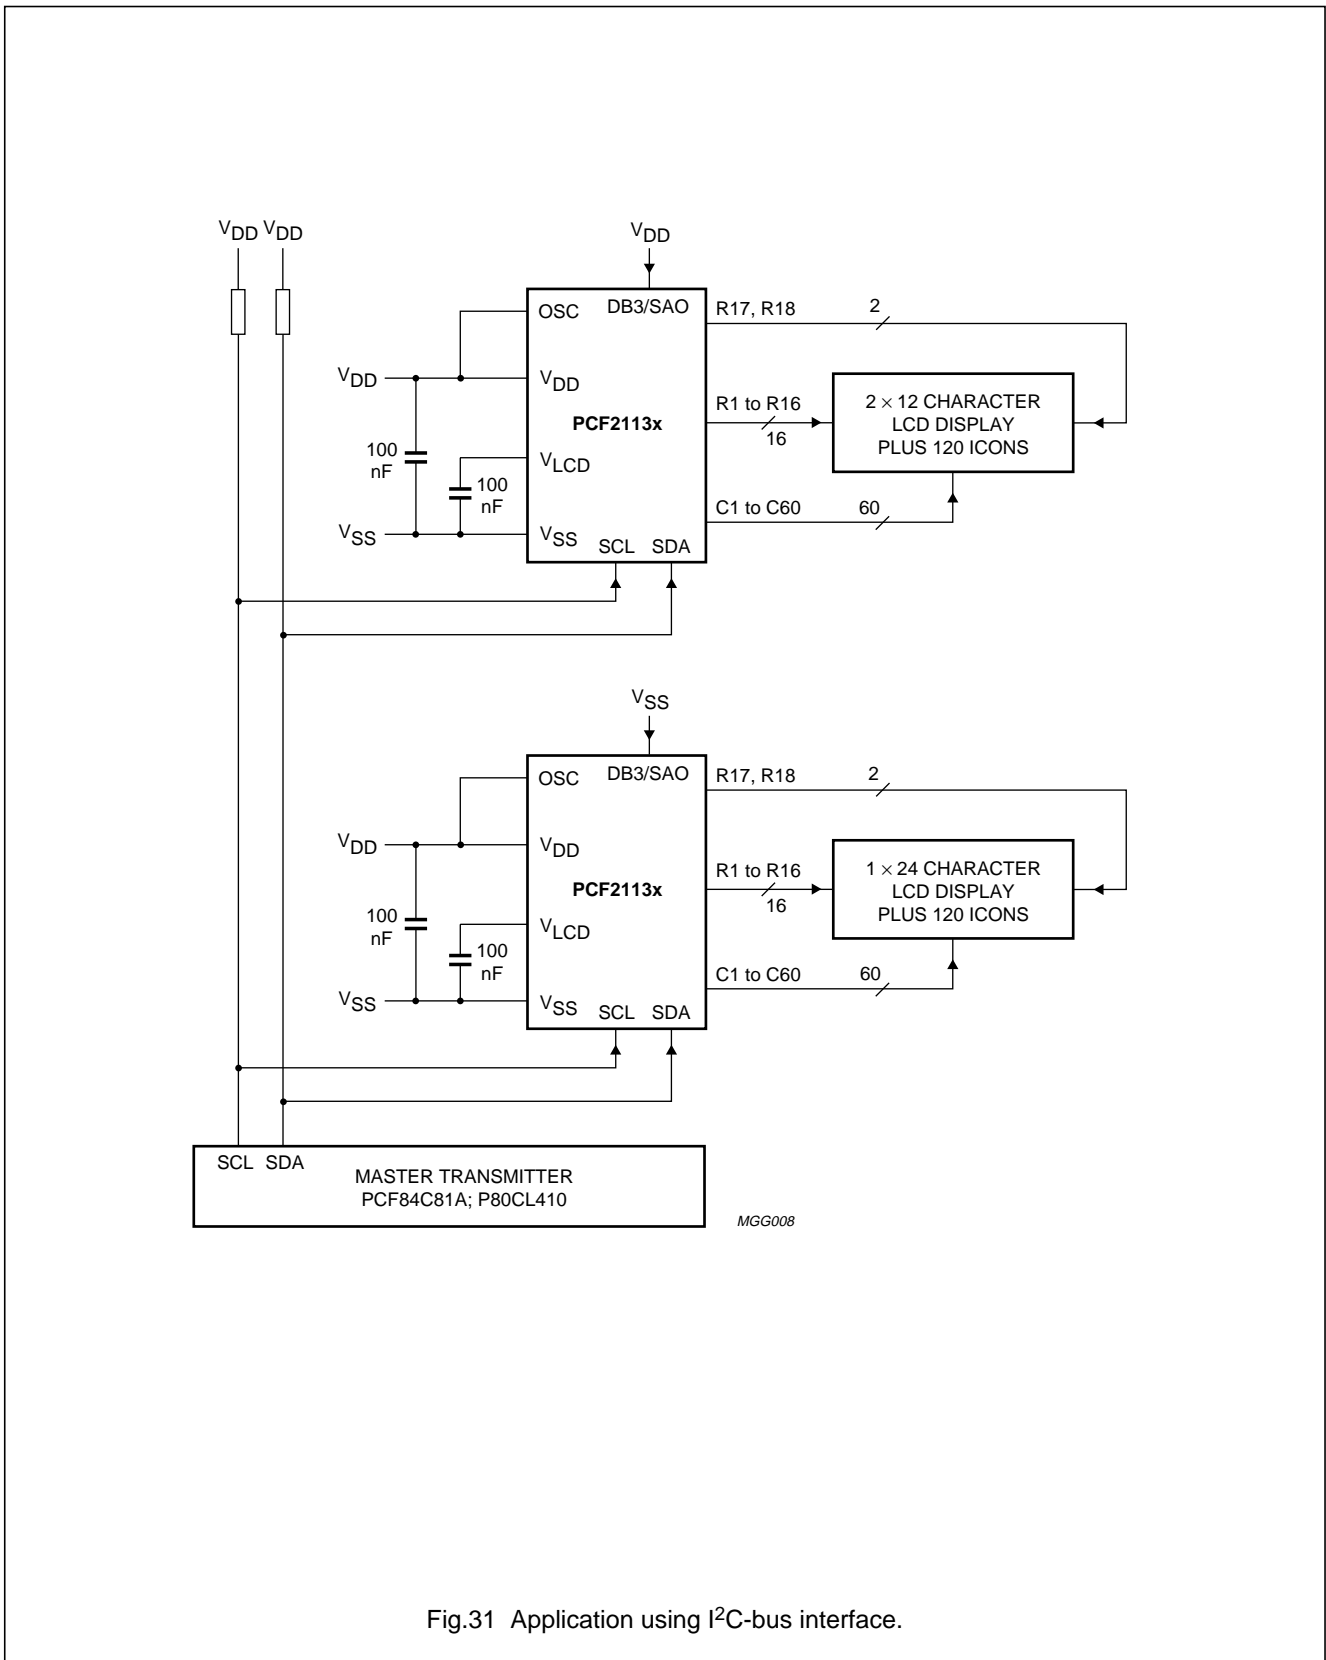 VDD VDD
VDD
DB3/SAO
OSC
R17, R18 2
VDD
VDD
PCF2113x
R1 to R16
16
2 × 12 CHARACTER
LCD DISPLAY
PLUS 120 ICONS
100
nF
VLCD
100
nF
C1 to C60 60
VSS
VSS
SCL SDA
VSS
DB3/SAO
OSC
R17, R18 2
VDD
VDD
PCF2113x
R1 to R16
16
1 × 24 CHARACTER
LCD DISPLAY
PLUS 120 ICONS
100
nF
VLCD
100
nF
C1 to C60 60
VSS
VSS
SCL SDA
SCL SDA
MASTER TRANSMITTER
PCF84C81A; P80CL410
MGG008
Fig.31 Application using I²C-bus interface.